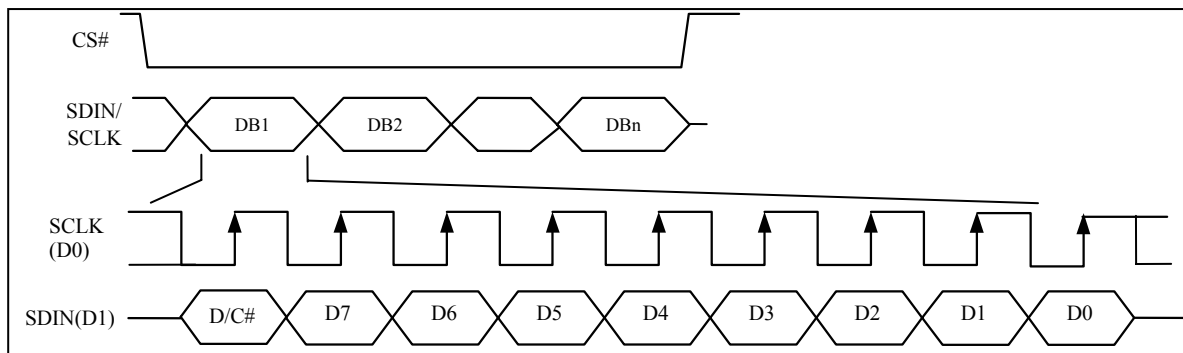 CS#
SDIN/
SCLK
DB1 DB2 DBn
SCLK
(D0)
SDIN(D1) D/C# D7 D6 D5 D4 D3 D2 D1 D0